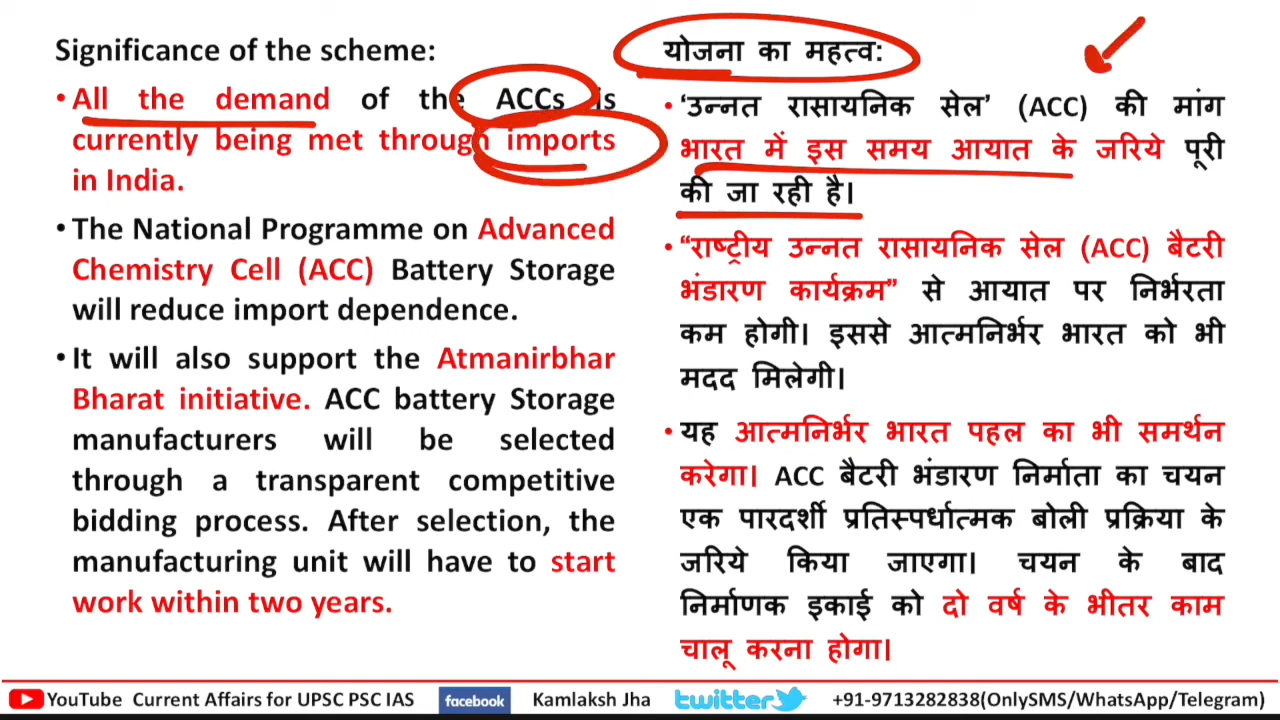 Significance of the scheme:
• All the demand of the ACCs is
currently being met through imports
in India.
• The National Programme on Advanced
Chemistry Cell (ACC) Battery Storage
will reduce import dependence.
• It will also support the Atmanirbhar
Bharat initiative. ACC battery Storage
manufacturers will be selected
through a transparent competitive
bidding process. After selection, the
manufacturing unit will have to start
work within two years.
योजना का महत्व:
• ‘उन्नत रासायनिक सेल’ (ACC) की मांग
भारत में इस समय आयात के जरिये पूरी
की जा रही है।
• “राष्ट्रीय उन्नत रासायनिक सेल (ACC) बैटरी
भंडारण कार्यक्रम” से आयात पर निर्भरता
कम होगी। इससे आत्मनिर्भर भारत को भी
मदद मिलेगी।
• यह आत्मनिर्भर भारत पहल का भी समर्थन
करेगा। ACC बैटरी भंडारण निर्माता का चयन
एक पारदर्शी प्रतिस्पर्धात्मक बोली प्रक्रिया के
जरिये किया जाएगा। चयन के बाद
निर्माणक इकाई को दो वर्ष के भीतर काम
चालू करना होगा।
YouTube Current Affairs for UPSC PSC IAS facebook Kamlaksh Jha twitter +91-9713282838(OnlySMS/WhatsApp/Telegram)